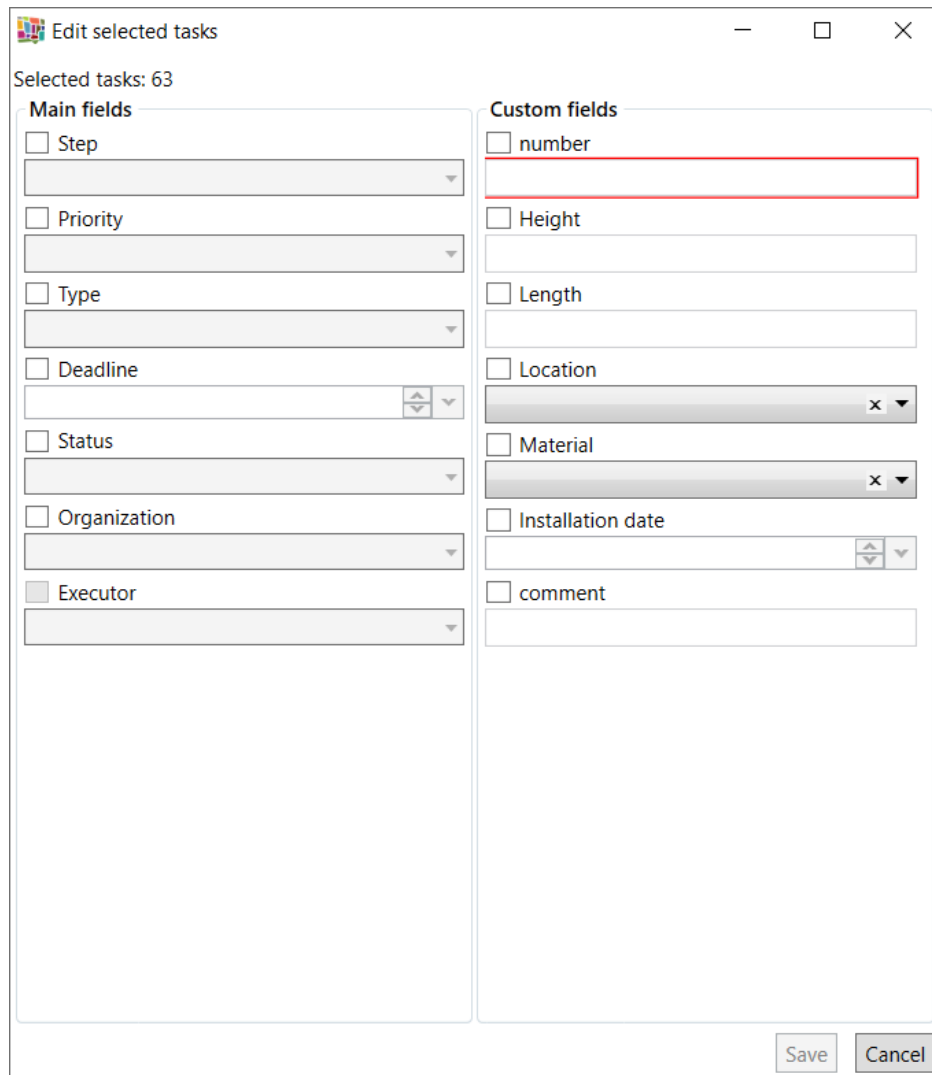 Edit selected tasks
Selected tasks: 63
Main fields
Step
Priority
Type
Deadline
Status
Organization
Executor
Custom fields
number
Height
Length
Location
Material
Installation date
comment
Save
Cancel